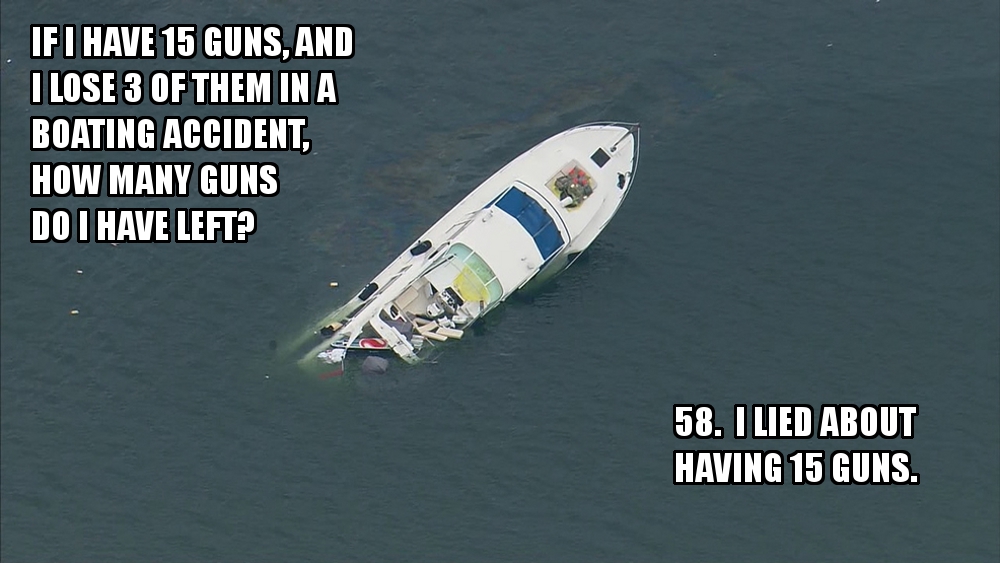 IF I HAVE 15 GUNS, AND
I LOSE 3 OF THEM IN A
BOATING ACCIDENT,
HOW MANY GUNS
DO I HAVE LEFT?
58.  I LIED ABOUT
HAVING 15 GUNS.